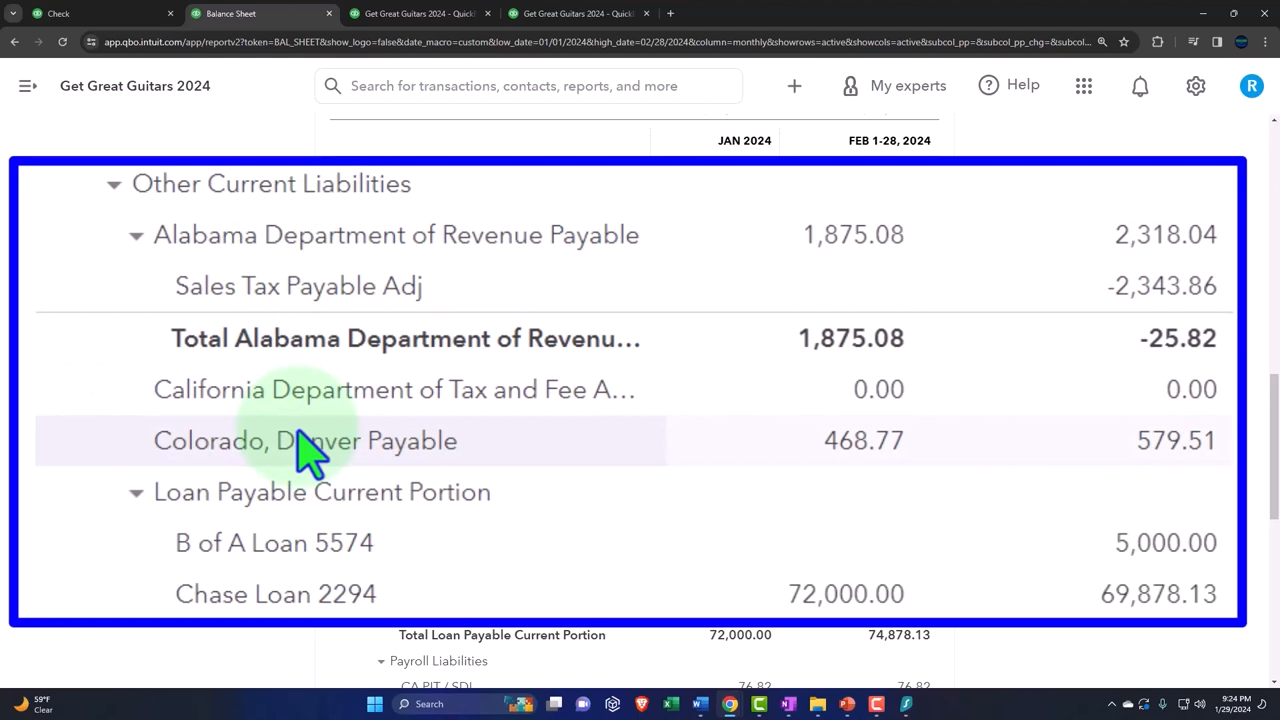 Check
Balance Sheet
Get Great Guitars 2024 - Quick
Get Great Guitars 2024 - Quick
app.qbo.intuit.com/app/reportv2?token=BAL_SHEET&show_logo=false&date_macro=custom&low_date=01/01/2024&high_date=02/28/2024&column=monthly&showrows=active&showcols=active&subcol_pp=&subcol_pp_chg=&subcol...
Get Great Guitars 2024
Search for transactions, contacts, reports, and more
My experts
Help
R
JAN 2024 FEB 1-28, 2024
Other Current Liabilities
Alabama Department of Revenue Payable 1,875.08 2,318.04
Sales Tax Payable Adj -2,343.86
Total Alabama Department of Revenu... 1,875.08 -25.82
California Department of Tax and Fee A... 0.00 0.00
Colorado, Denver Payable 468.77 579.51
Loan Payable Current Portion
B of A Loan 5574 5,000.00
Chase Loan 2294 72,000.00 69,878.13
Total Loan Payable Current Portion 72,000.00 74,878.13
Payroll Liabilities
CA PIT / SDI 76.82 76.82
59°F
Clear
Search
9:24 PM
1/29/2024